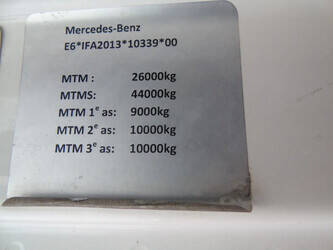 Mercedes-Benz
E6*IFA2013*10339*00
MTM : 26000kg
MTMS: 44000kg
MTM 1e as: 9000kg
MTM 2e as: 10000kg
MTM 3e as: 10000kg